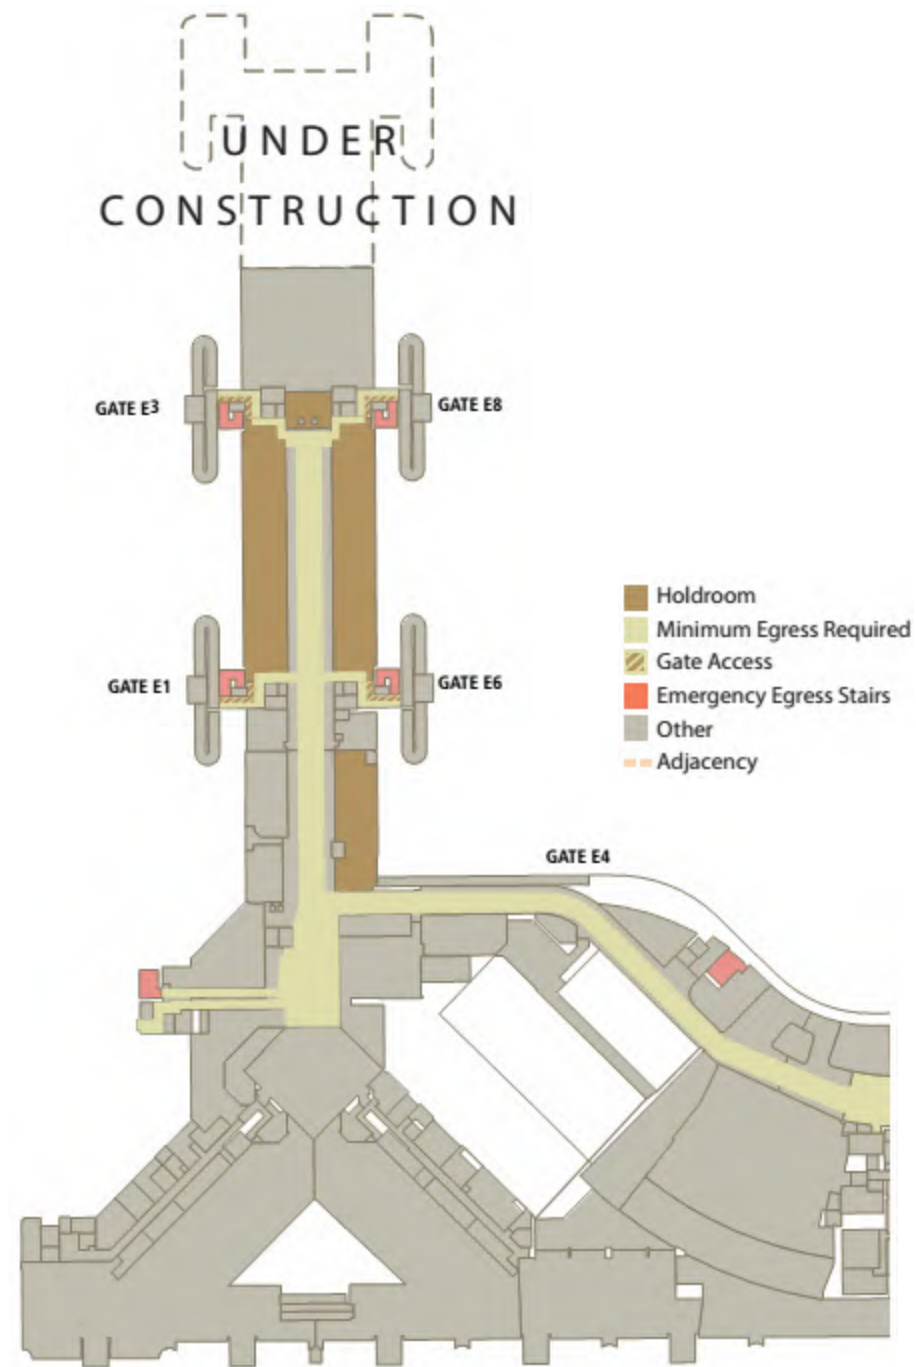 UNDER
CONSTRUCTION
GATE E3
GATE E8
Holdroom
Minimum Egress Required
Gate Access
Emergency Egress Stairs
Other
Adjacency
GATE E1
GATE E6
GATE E4